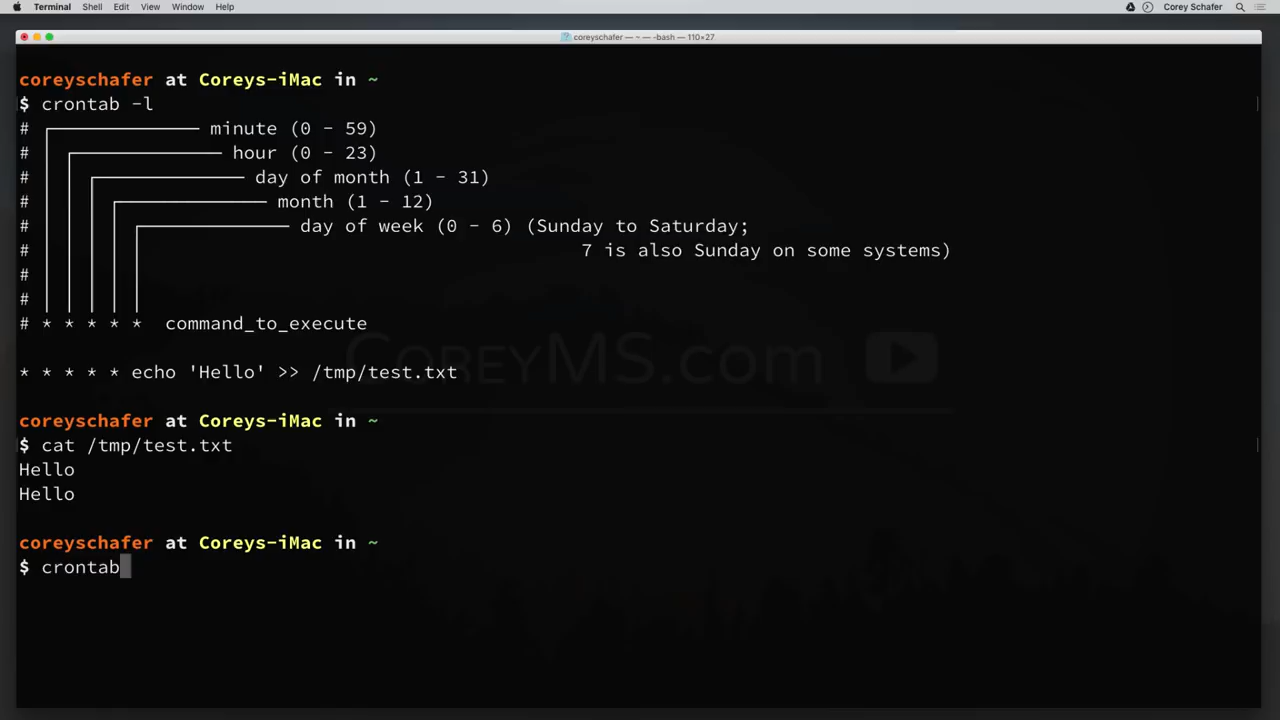 Terminal Shell Edit View Window Help Corey Schafer
coreyschafer — ~ — -bash — 110×27
coreyschafer at Coreys-iMac in ~
$ crontab -l
# minute (0 - 59)
# hour (0 - 23)
# day of month (1 - 31)
# month (1 - 12)
# day of week (0 - 6) (Sunday to Saturday;
# 7 is also Sunday on some systems)
#
#
# * * * * * command_to_execute
* * * * * echo 'Hello' >> /tmp/test.txt
CoreyMS.com
coreyschafer at Coreys-iMac in ~
$ cat /tmp/test.txt
Hello
Hello
coreyschafer at Coreys-iMac in ~
$ crontab